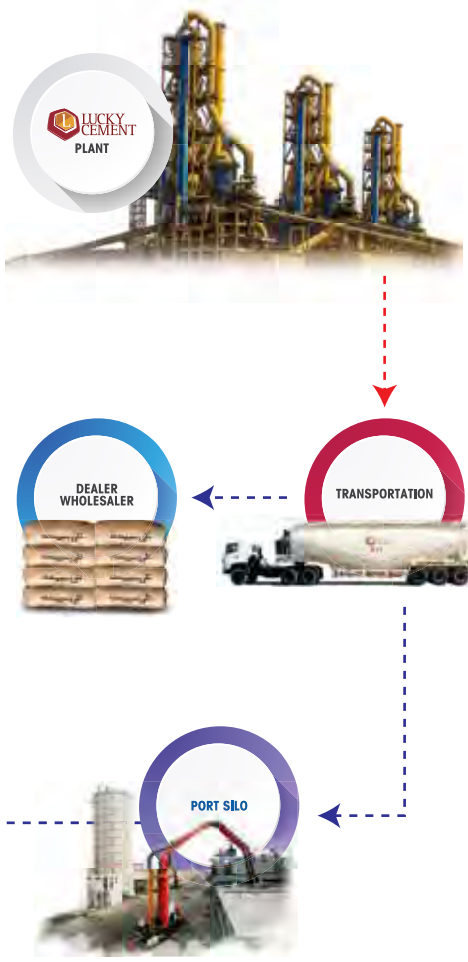 LUCKY
CEMENT
PLANT
DEALER
WHOLESALER
TRANSPORTATION
PORT SILO